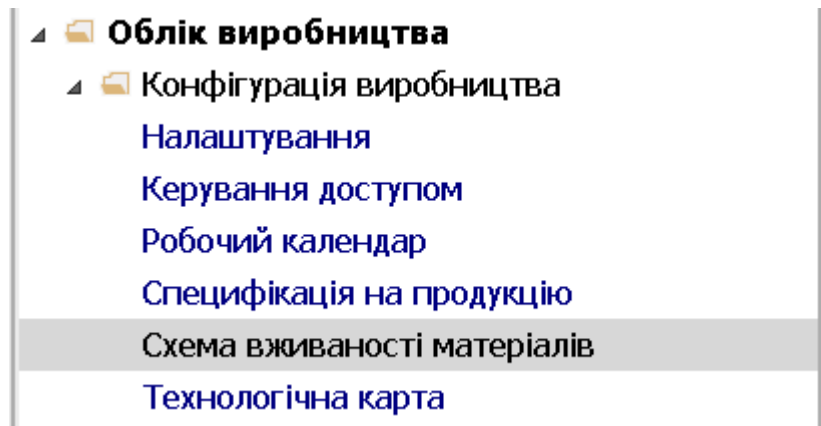 Облік виробництва
Конфігурація виробництва
Налаштування
Керування доступом
Робочий календар
Специфікація на продукцію
Схема вживаності матеріалів
Технологічна карта